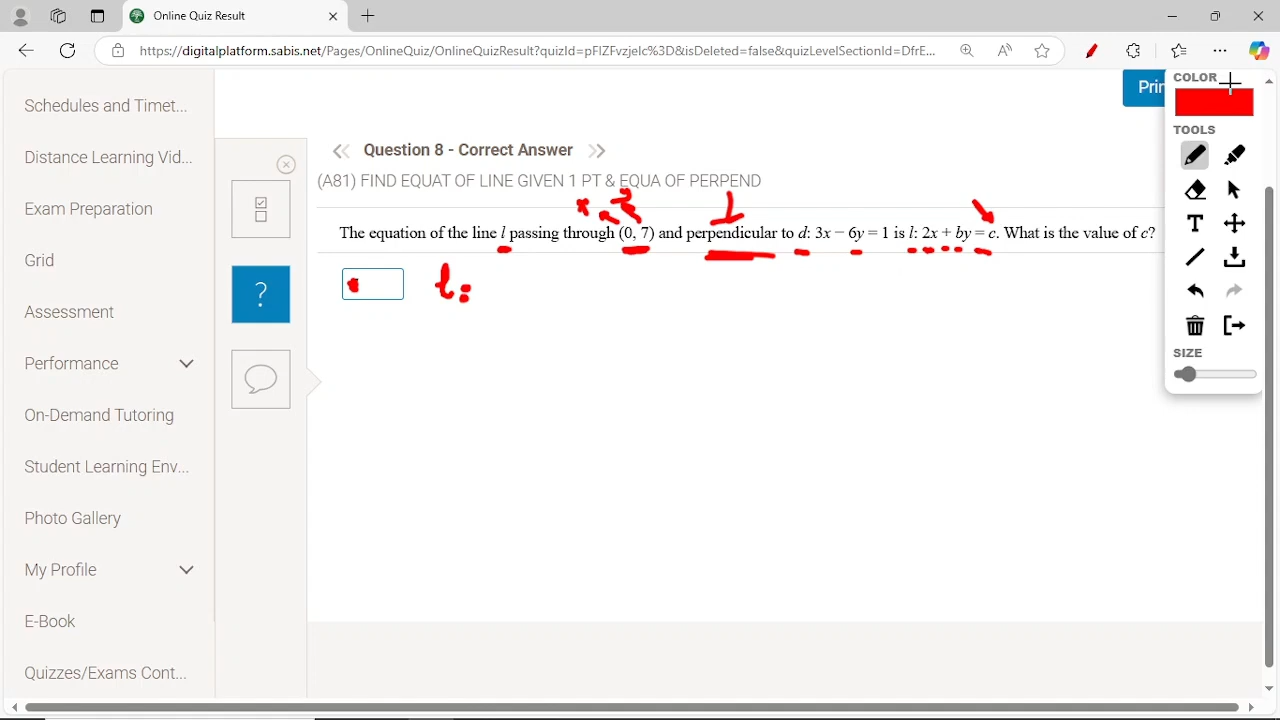 Online Quiz Result
https://digitalplatform.sabis.net/Pages/OnlineQuiz/OnlineQuizResult?quizId=pFIZFvzjeIc%3D&isDeleted=false&quizLevelSectionId=DfrE...
Schedules and Timet...
Distance Learning Vid...
Exam Preparation
Grid
Assessment
Performance
On-Demand Tutoring
Student Learning Env...
Photo Gallery
My Profile
E-Book
Quizzes/Exams Cont...
?
Prin
Question 8 - Correct Answer
(A81) FIND EQUAT OF LINE GIVEN 1 PT & EQUA OF PERPEND
x y ⊥
The equation of the line l passing through (0, 7) and perpendicular to d: 3x − 6y = 1 is l: 2x + by = c. What is the value of c?
l:
COLOR
TOOLS
T
SIZE